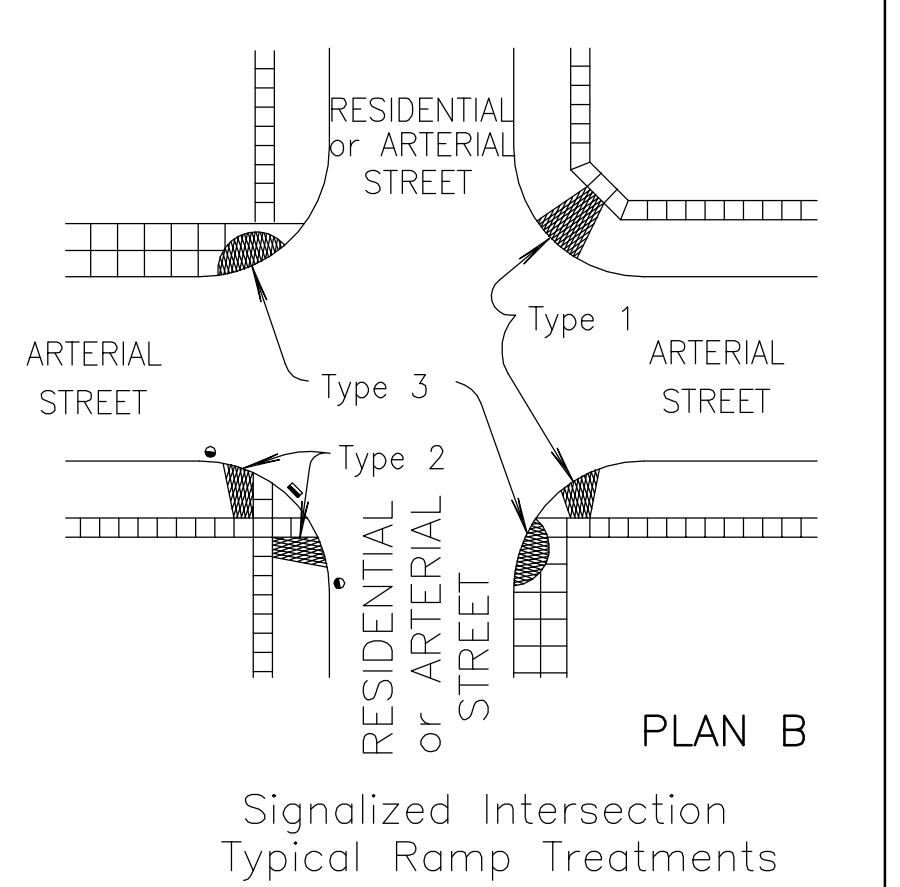 RESIDENTIAL
or ARTERIAL
STREET
Type 1
ARTERIAL
STREET
ARTERIAL
STREET
Type 3
Type 2
RESIDENTIAL
or ARTERIAL
STREET
PLAN B
Signalized Intersection
Typical Ramp Treatments